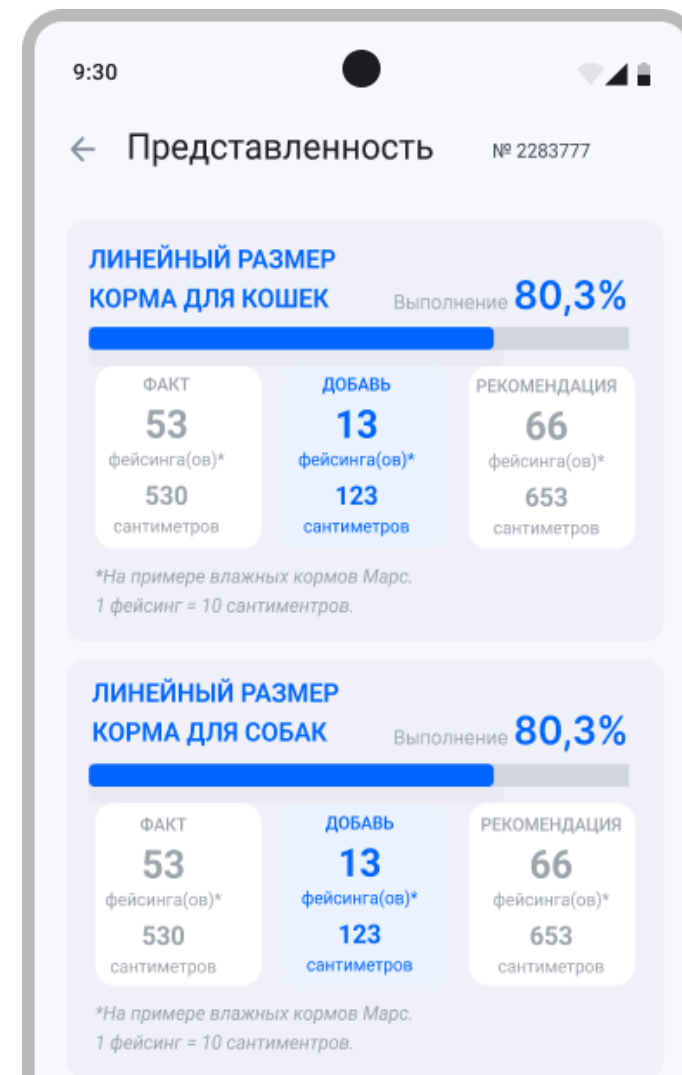 9:30
Представленность № 2283777
ЛИНЕЙНЫЙ РАЗМЕР
КОРМА ДЛЯ КОШЕК Выполнение 80,3%
ФАКТ ДОБАВЬ РЕКОМЕНДАЦИЯ
53 13 66
фейсинга(ов)* фейсинга(ов)* фейсинга(ов)*
530 123 653
сантиметров сантиметров сантиметров
*На примере влажных кормов Марс.
1 фейсинг = 10 сантиментров.
ЛИНЕЙНЫЙ РАЗМЕР
КОРМА ДЛЯ СОБАК Выполнение 80,3%
ФАКТ ДОБАВЬ РЕКОМЕНДАЦИЯ
53 13 66
фейсинга(ов)* фейсинга(ов)* фейсинга(ов)*
530 123 653
сантиметров сантиметров сантиметров
*На примере влажных кормов Марс.
1 фейсинг = 10 сантиментров.